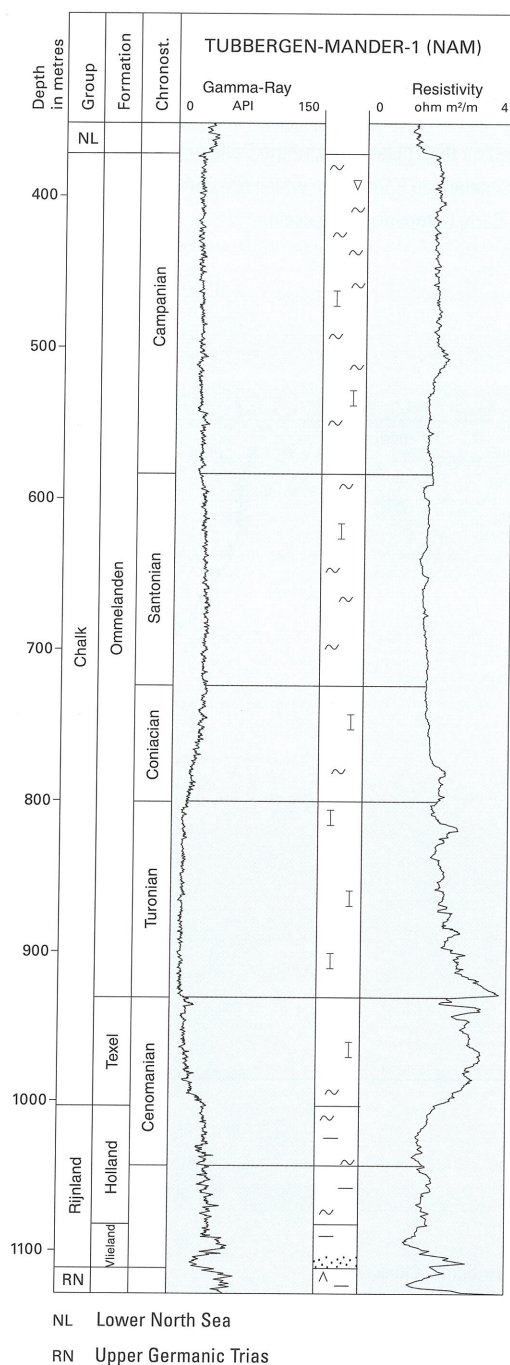 TUBBERGEN-MANDER-1 (NAM)
Depth in metres
Group
Formation
Chronost.
Gamma-Ray
0 API 150
Resistivity
ohm m²/m
0 4
NL
400
500
600
700
800
900
1000
1100
Chalk
Rijnland
RN
Ommelanden
Texel
Holland
Vlieland
Campanian
Santonian
Coniacian
Turonian
Cenomanian
NL Lower North Sea
RN Upper Germanic Trias